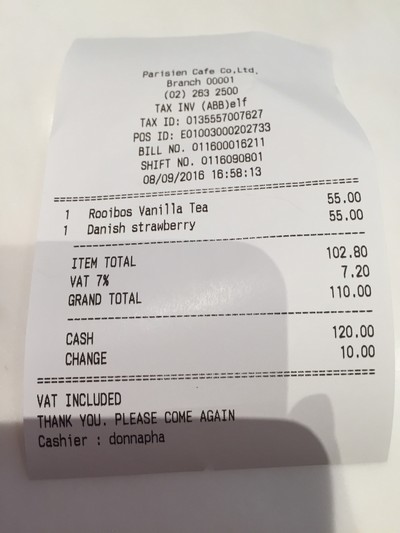 Parisien Cafe Co,Ltd,
Branch 00001
(02) 263 2500
TAX INV (ABB)elf
TAX ID: 0135557007627
POS ID: E01003000202733
BILL NO. 011600016211
SHIFT NO. 0116090801
08/09/2016 16:58:13
1 Rooibos Vanilla Tea 55.00
1 Danish strawberry 55.00
ITEM TOTAL 102.80
VAT 7% 7.20
GRAND TOTAL 110.00
CASH 120.00
CHANGE 10.00
VAT INCLUDED
THANK YOU. PLEASE COME AGAIN
Cashier : donnapha